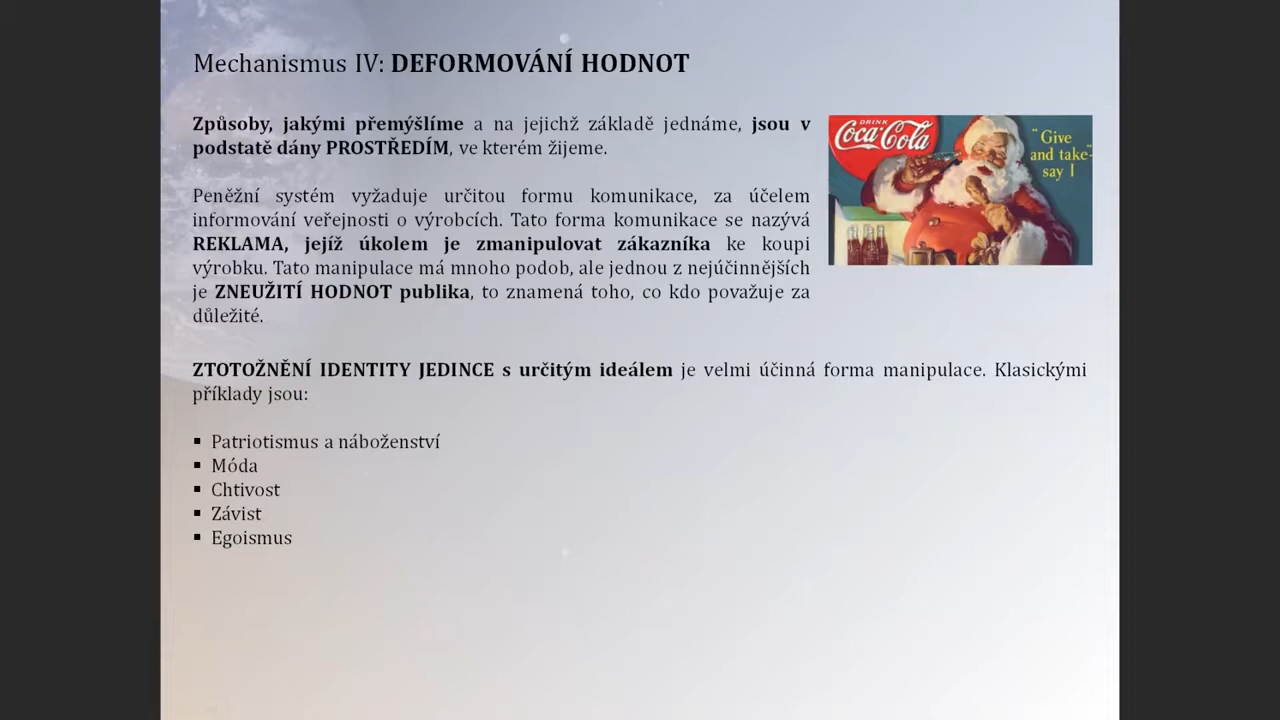 Mechanismus IV: DEFORMOVÁNÍ HODNOT
Způsoby, jakými přemýšlíme a na jejichž základě jednáme, jsou v
podstatě dány PROSTŘEDÍM, ve kterém žijeme.
Peněžní systém vyžaduje určitou formu komunikace, za účelem
informování veřejnosti o výrobcích. Tato forma komunikace se nazývá
REKLAMA, jejíž úkolem je zmanipulovat zákazníka ke koupi
výrobku. Tato manipulace má mnoho podob, ale jednou z nejúčinnějších
je ZNEUŽITÍ HODNOT publika, to znamená toho, co kdo považuje za
důležité.
DRINK
Coca-Cola
"Give
and take"
say I
ZTOTOŽNĚNÍ IDENTITY JEDINCE s určitým ideálem je velmi účinná forma manipulace. Klasickými
příklady jsou:
▪ Patriotismus a náboženství
▪ Móda
▪ Chtivost
▪ Závist
▪ Egoismus